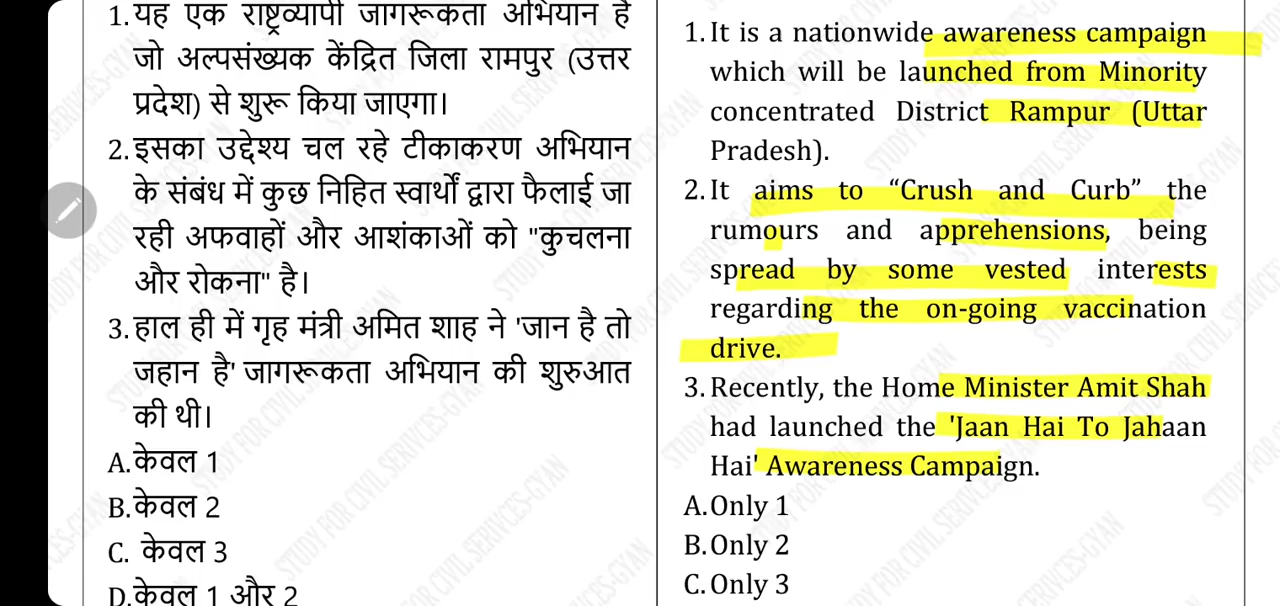 1. यह एक राष्ट्रव्यापी जागरूकता अभियान है
जो अल्पसंख्यक केंद्रित जिला रामपुर (उत्तर
प्रदेश) से शुरू किया जाएगा।
2. इसका उद्देश्य चल रहे टीकाकरण अभियान
के संबंध में कुछ निहित स्वार्थों द्वारा फैलाई जा
रही अफवाहों और आशंकाओं को "कुचलना
और रोकना" है।
3. हाल ही में गृह मंत्री अमित शाह ने 'जान है तो
जहान है' जागरूकता अभियान की शुरुआत
की थी।
A. केवल 1
B. केवल 2
C. केवल 3
D. केवल 1 और 2
1. It is a nationwide awareness campaign
which will be launched from Minority
concentrated District Rampur (Uttar
Pradesh).
2. It aims to “Crush and Curb” the
rumours and apprehensions, being
spread by some vested interests
regarding the on-going vaccination
drive.
3. Recently, the Home Minister Amit Shah
had launched the 'Jaan Hai To Jahaan
Hai' Awareness Campaign.
A. Only 1
B. Only 2
C. Only 3